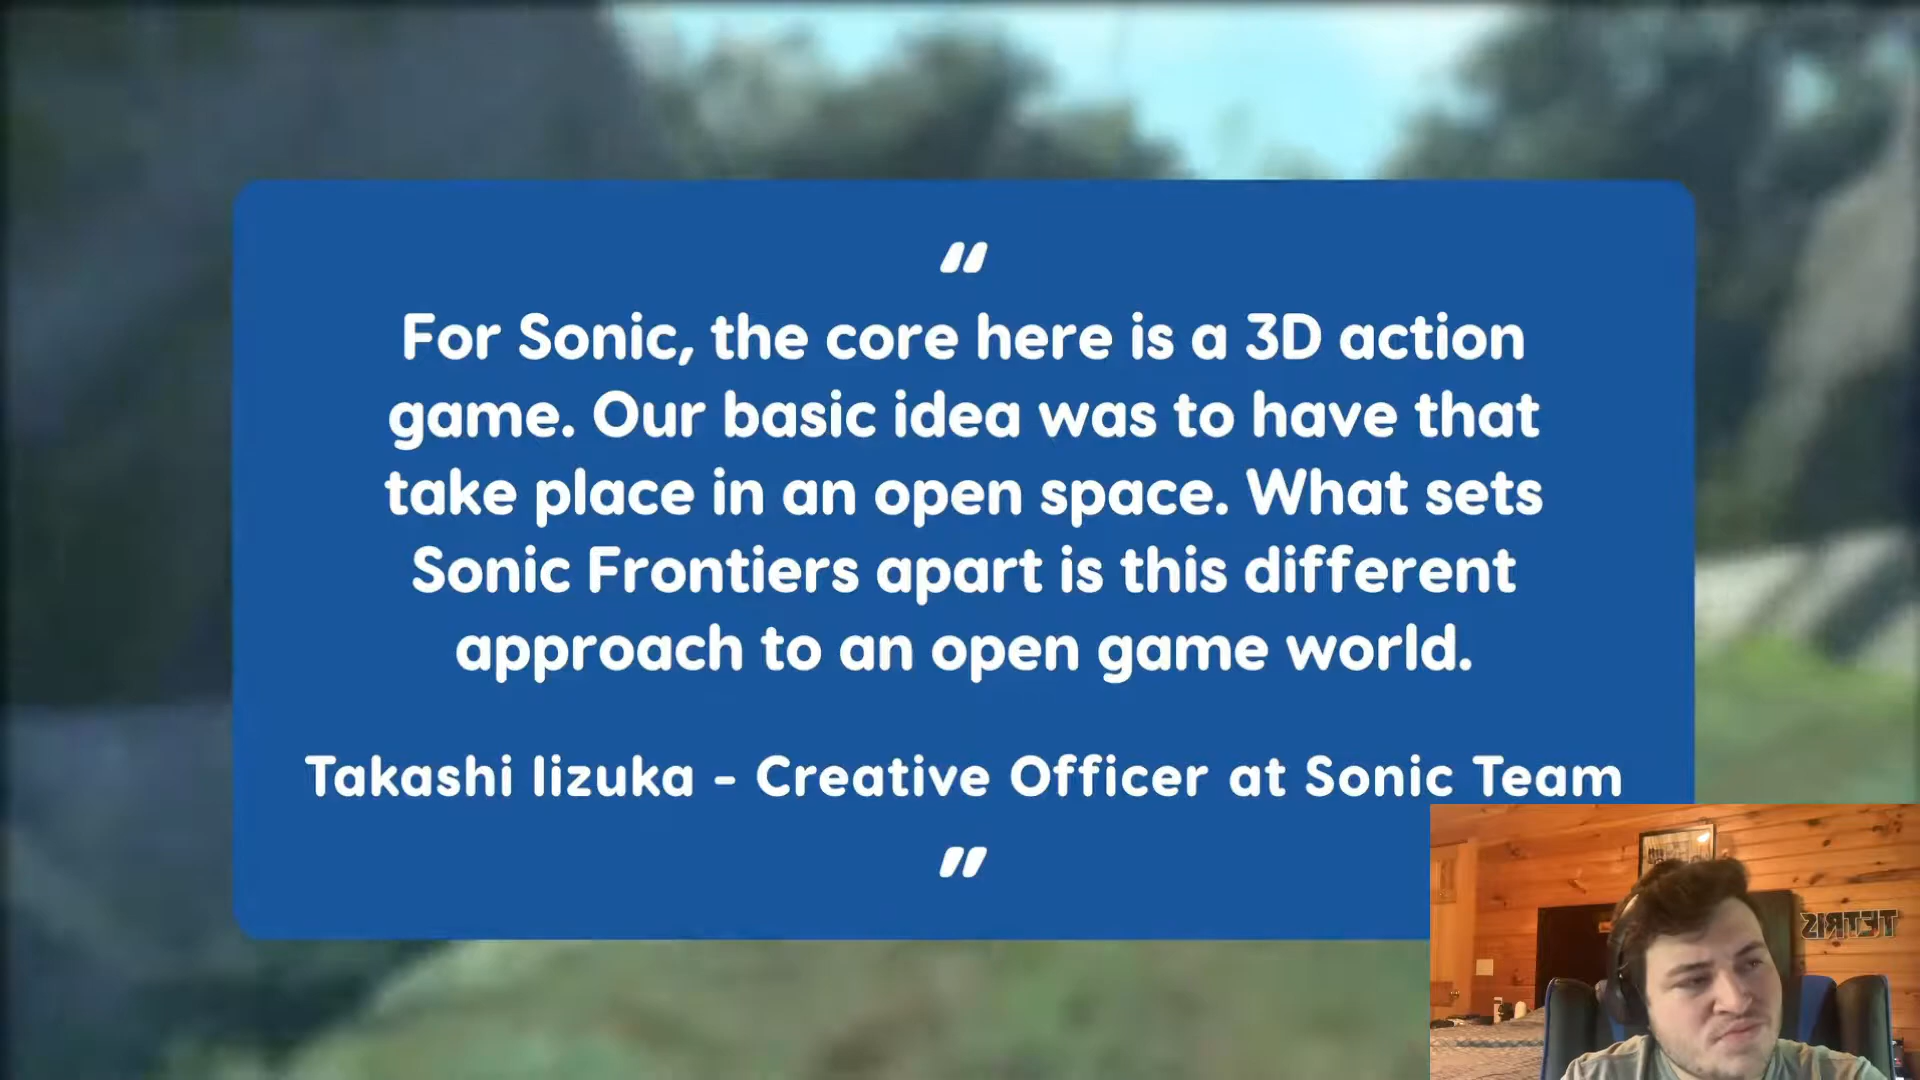 “
For Sonic, the core here is a 3D action
game. Our basic idea was to have that
take place in an open space. What sets
Sonic Frontiers apart is this different
approach to an open game world.
Takashi Iizuka - Creative Officer at Sonic Team
”
TETRIS